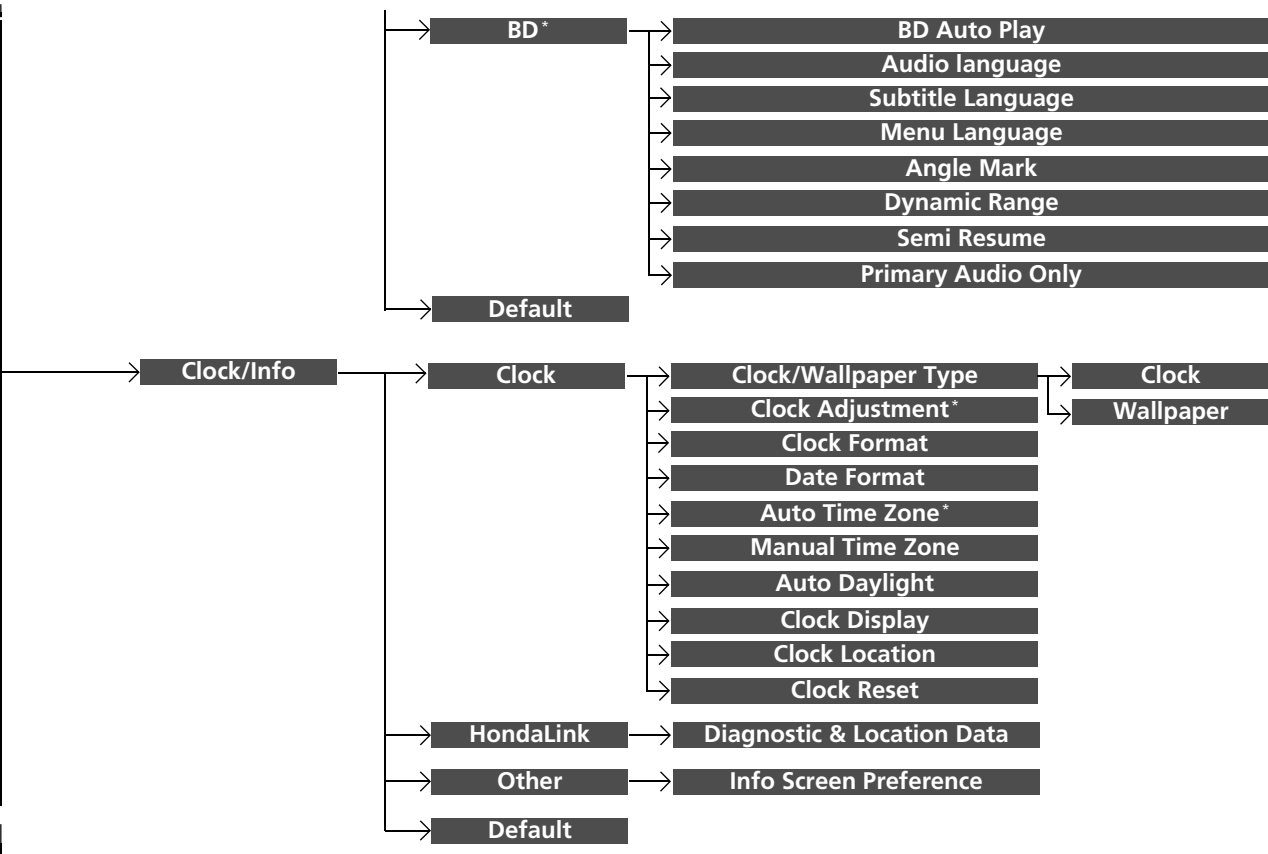 BD*
BD Auto Play
Audio language
Subtitle Language
Menu Language
Angle Mark
Dynamic Range
Semi Resume
Primary Audio Only
Default
Clock/Info
Clock
Clock/Wallpaper Type
Clock
Wallpaper
Clock Adjustment*
Clock Format
Date Format
Auto Time Zone*
Manual Time Zone
Auto Daylight
Clock Display
Clock Location
Clock Reset
HondaLink
Diagnostic & Location Data
Other
Info Screen Preference
Default